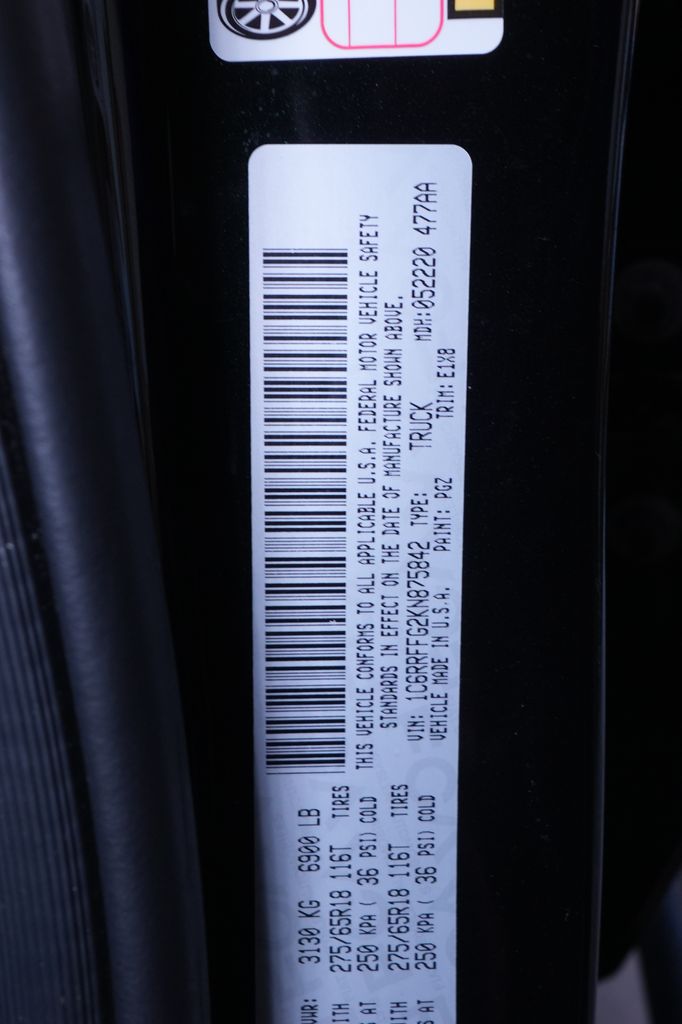 3130 KG 6900 LB
275/65R18 116T TIRES
AT 250 KPA ( 36 PSI) COLD
275/65R18 116T TIRES
AT 250 KPA ( 36 PSI) COLD
THIS VEHICLE CONFORMS TO ALL APPLICABLE U.S.A. FEDERAL MOTOR VEHICLE SAFETY
STANDARDS IN EFFECT ON THE DATE OF MANUFACTURE SHOWN ABOVE.
VIN: 1C6RRFFG2KN875842 TYPE: TRUCK MDH:052220 477AA
VEHICLE MADE IN U.S.A. PAINT: PGZ TRIM: E1X8